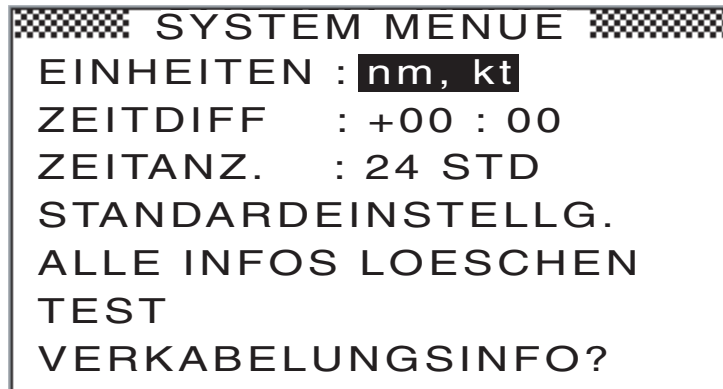 SYSTEM MENUE
EINHEITEN : nm, kt
ZEITDIFF : +00 : 00
ZEITANZ. : 24 STD
STANDARDEINSTELLG.
ALLE INFOS LOESCHEN
TEST
VERKABELUNGSINFO?